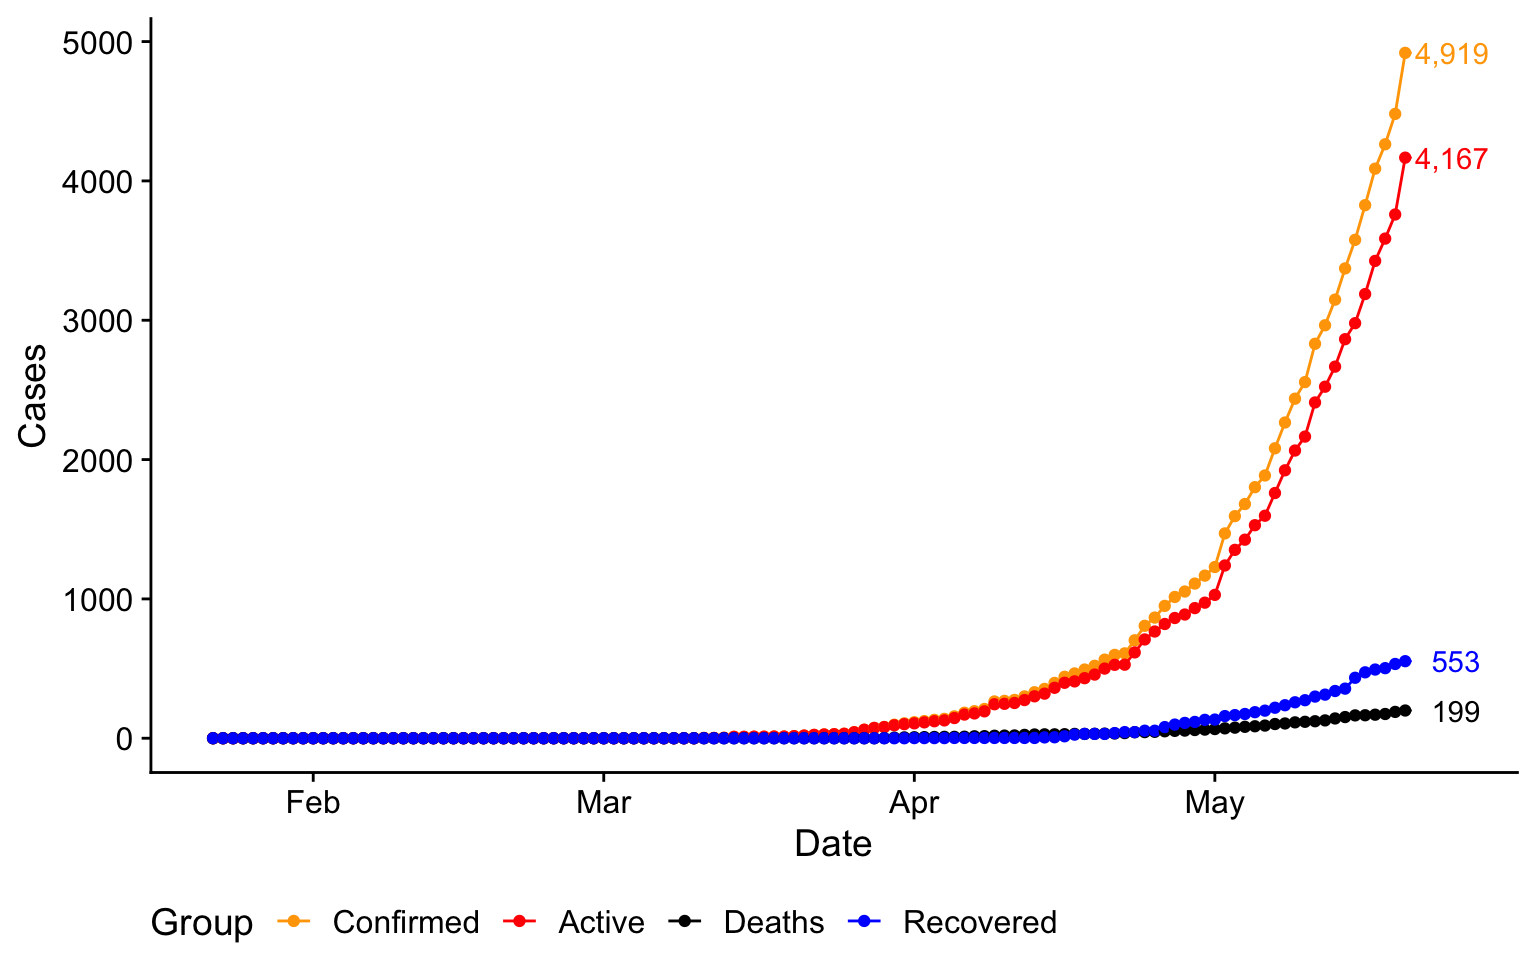 5000
4,919
4000
4,167
3000
Cases
2000
1000
553
199
0
Feb Mar Apr May
Date
Group Confirmed Active Deaths Recovered